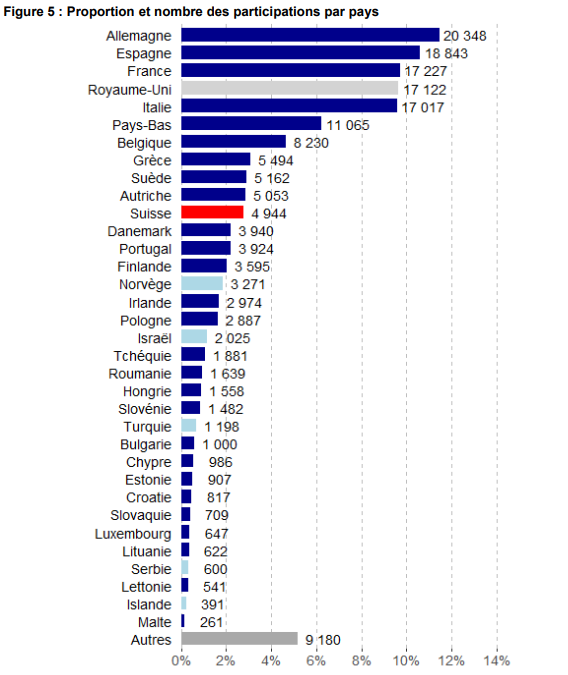 Figure 5 : Proportion et nombre des participations par pays
Allemagne 20 348
Espagne 18 843
France 17 227
Royaume-Uni 17 122
Italie 17 017
Pays-Bas 11 065
Belgique 8 230
Grèce 5 494
Suède 5 162
Autriche 5 053
Suisse 4 944
Danemark 3 940
Portugal 3 924
Finlande 3 595
Norvège 3 271
Irlande 2 974
Pologne 2 887
Israël 2 025
Tchéquie 1 881
Roumanie 1 639
Hongrie 1 558
Slovénie 1 482
Turquie 1 198
Bulgarie 1 000
Chypre 986
Estonie 907
Croatie 817
Slovaquie 709
Luxembourg 647
Lituanie 622
Serbie 600
Lettonie 541
Islande 391
Malte 261
Autres 9 180
0% 2% 4% 6% 8% 10% 12% 14%